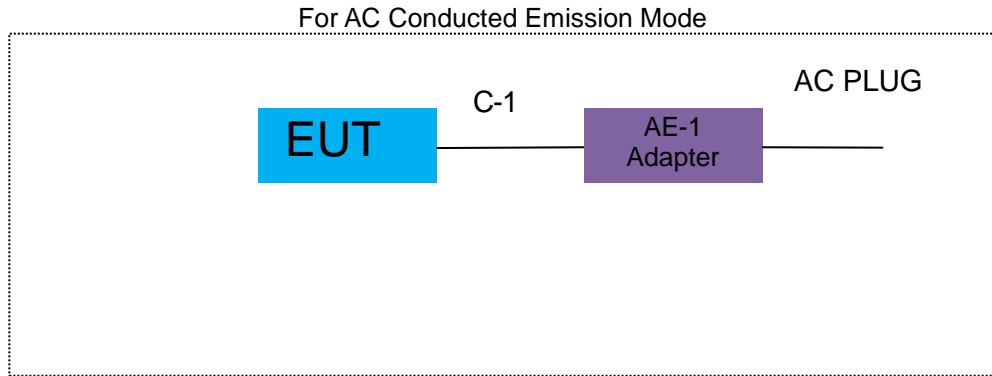 For AC Conducted Emission Mode
AC PLUG
C-1
EUT
AE-1
Adapter